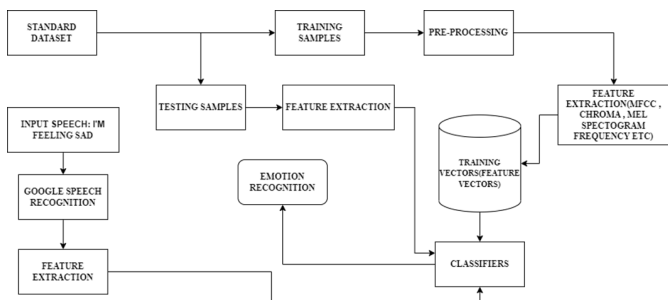 STANDARD
DATASET
TRAINING
SAMPLES
PRE-PROCESSING
TESTING SAMPLES
FEATURE EXTRACTION
FEATURE
EXTRACTION(MFCC ,
CHROMA , MEL
SPECTOGRAM
FREQUENCY ETC)
INPUT SPEECH: I'M
FEELING SAD
TRAINING
VECTORS(FEATURE
VECTORS)
EMOTION
RECOGNITION
GOOGLE SPEECH
RECOGNITION
FEATURE
EXTRACTION
CLASSIFIERS